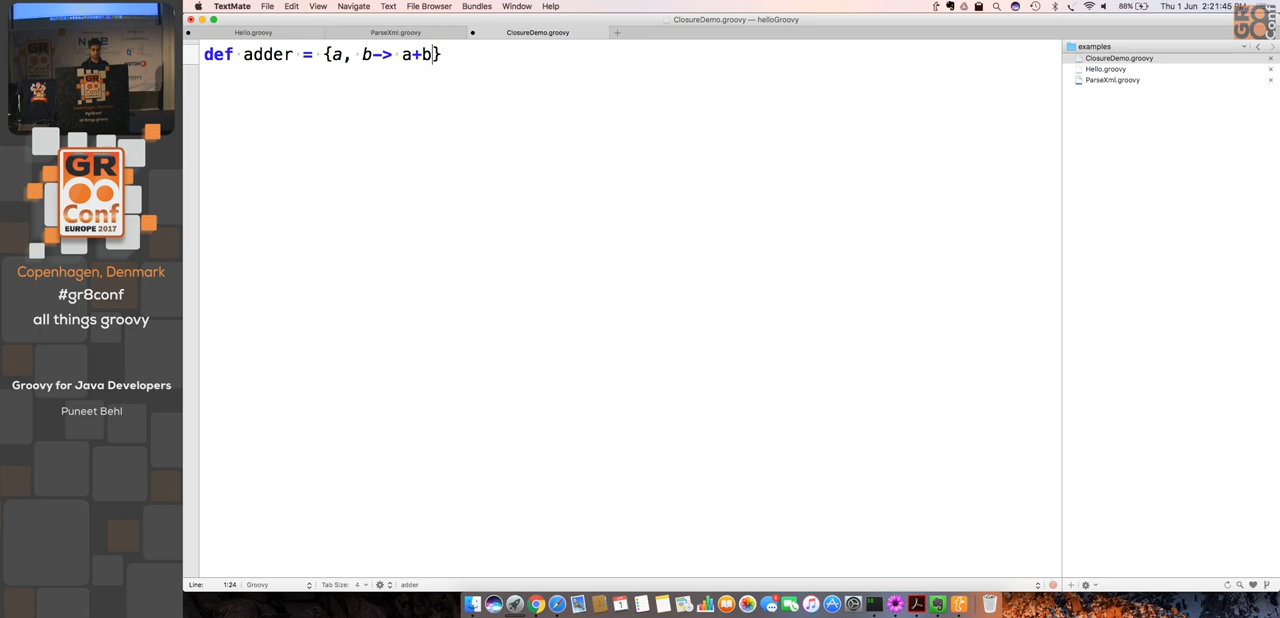 TextMate File Edit View Navigate Text File Browser Bundles Window Help 88% Thu 1 Jun 2:21:45 PM
ClosureDemo.groovy — helloGroovy
Hello.groovy ParseXml.groovy ClosureDemo.groovy
def adder = {a, b-> a+b}
examples
ClosureDemo.groovy
Hello.groovy
ParseXml.groovy
GR
Conf
EUROPE 2017
Copenhagen, Denmark
#gr8conf
all things groovy
Groovy for Java Developers
Puneet Behl
Line: 1:24 Groovy Tab Size: 4 adder